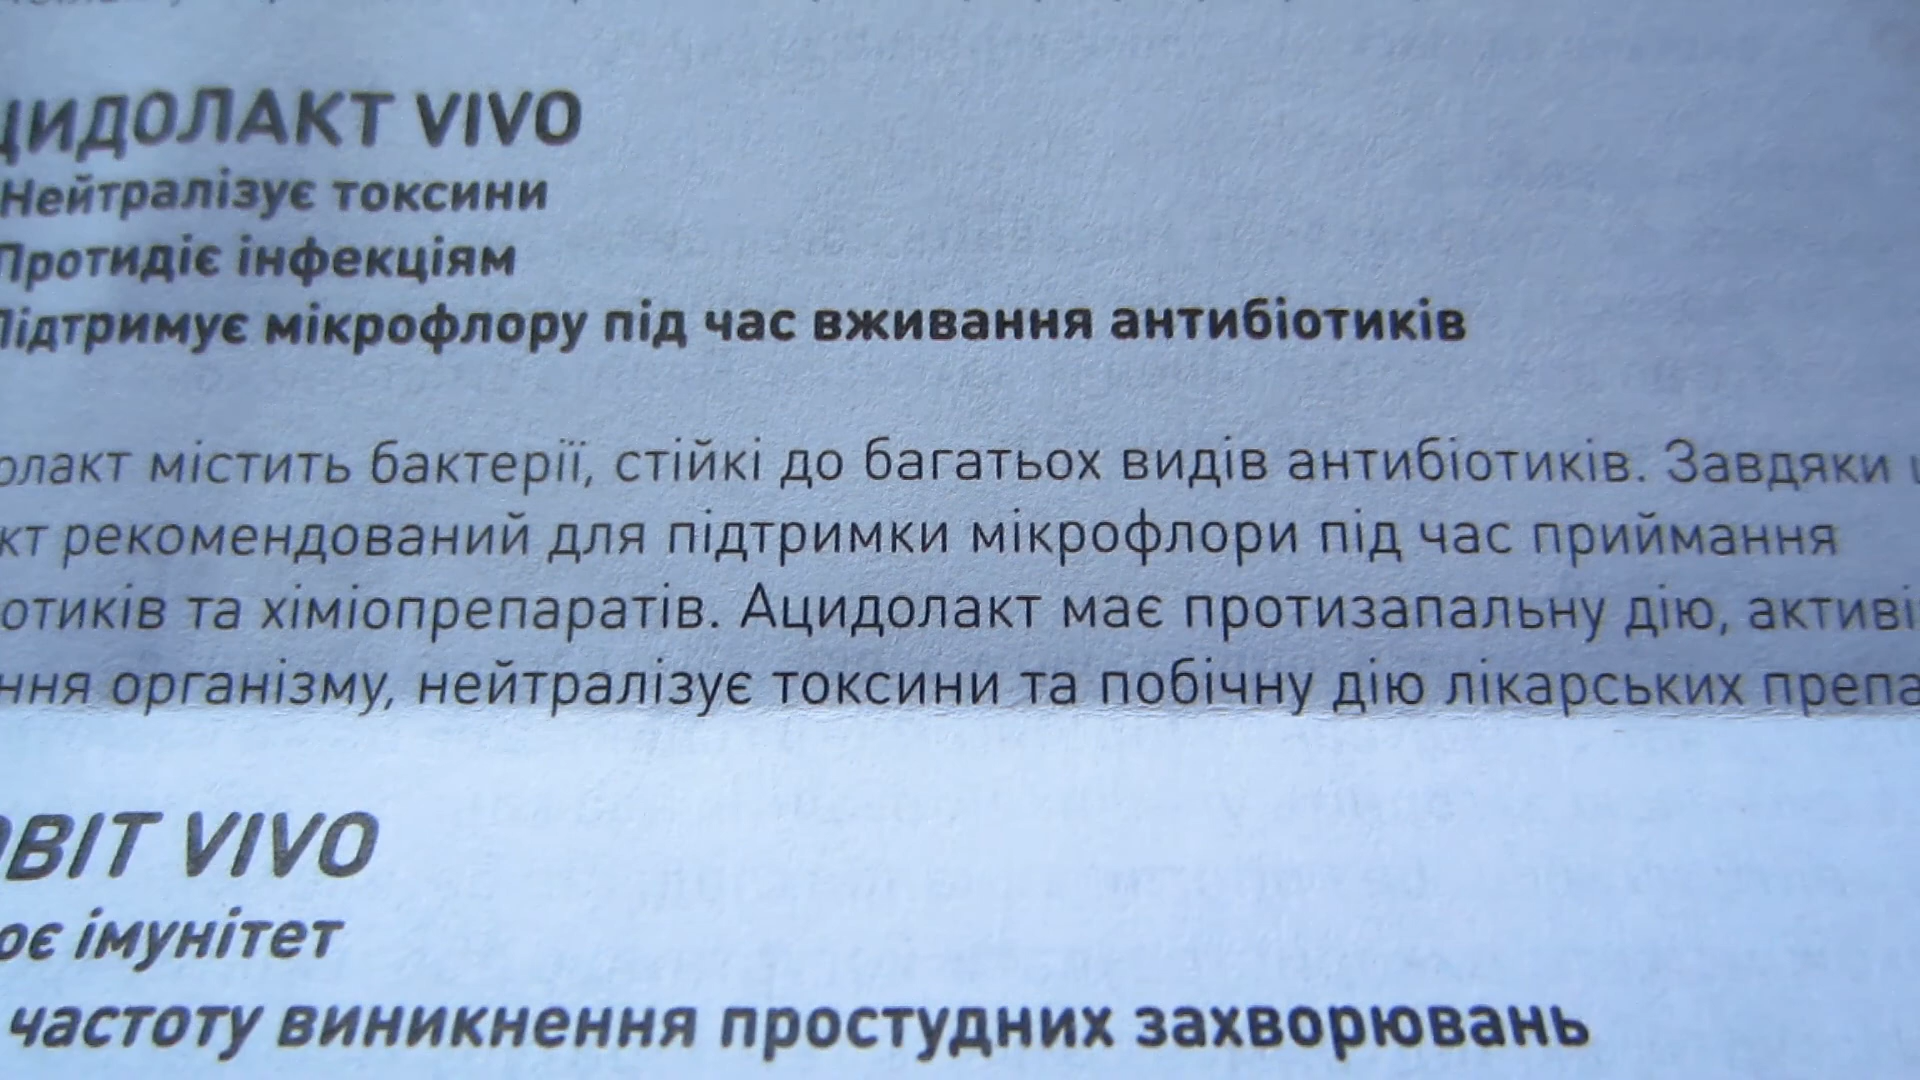 ЦИДОЛАКТ VIVO
Нейтралізує токсини
Протидіє інфекціям
Підтримує мікрофлору під час вживання антибіотиків
олакт містить бактерії, стійкі до багатьох видів антибіотиків. Завдяки
кт рекомендований для підтримки мікрофлори під час приймання
отиків та хіміопрепаратів. Ацидолакт має протизапальну дію, активі
ння організму, нейтралізує токсини та побічну дію лікарських препа
ОВІТ VIVO
ює імунітет
частоту виникнення простудних захворювань